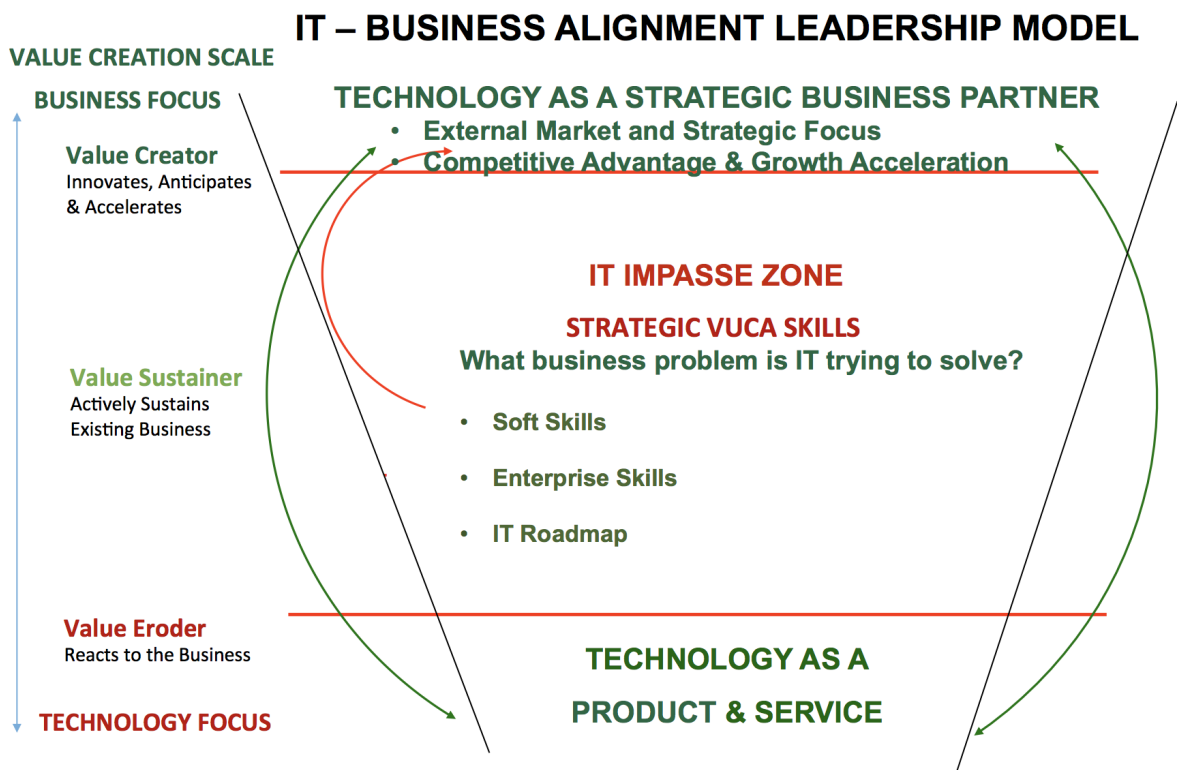 IT – BUSINESS ALIGNMENT LEADERSHIP MODEL
VALUE CREATION SCALE
BUSINESS FOCUS
TECHNOLOGY AS A STRATEGIC BUSINESS PARTNER
• External Market and Strategic Focus
• Competitive Advantage & Growth Acceleration
Value Creator
Innovates, Anticipates
& Accelerates
IT IMPASSE ZONE
STRATEGIC VUCA SKILLS
What business problem is IT trying to solve?
Value Sustainer
Actively Sustains
Existing Business
• Soft Skills
• Enterprise Skills
• IT Roadmap
Value Eroder
Reacts to the Business
TECHNOLOGY FOCUS
TECHNOLOGY AS A
PRODUCT & SERVICE